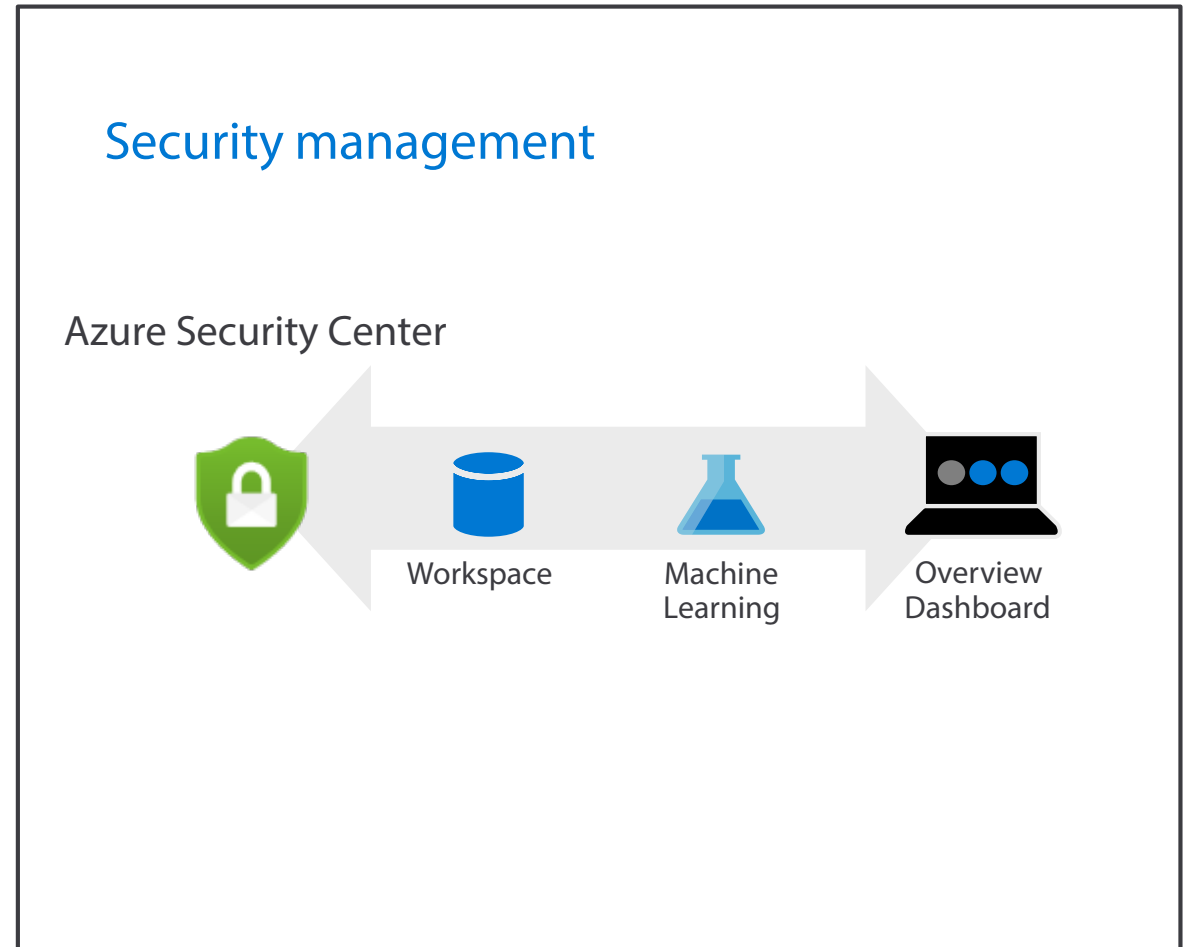 Security management
Azure Security Center
Workspace
Machine
Learning
Overview
Dashboard